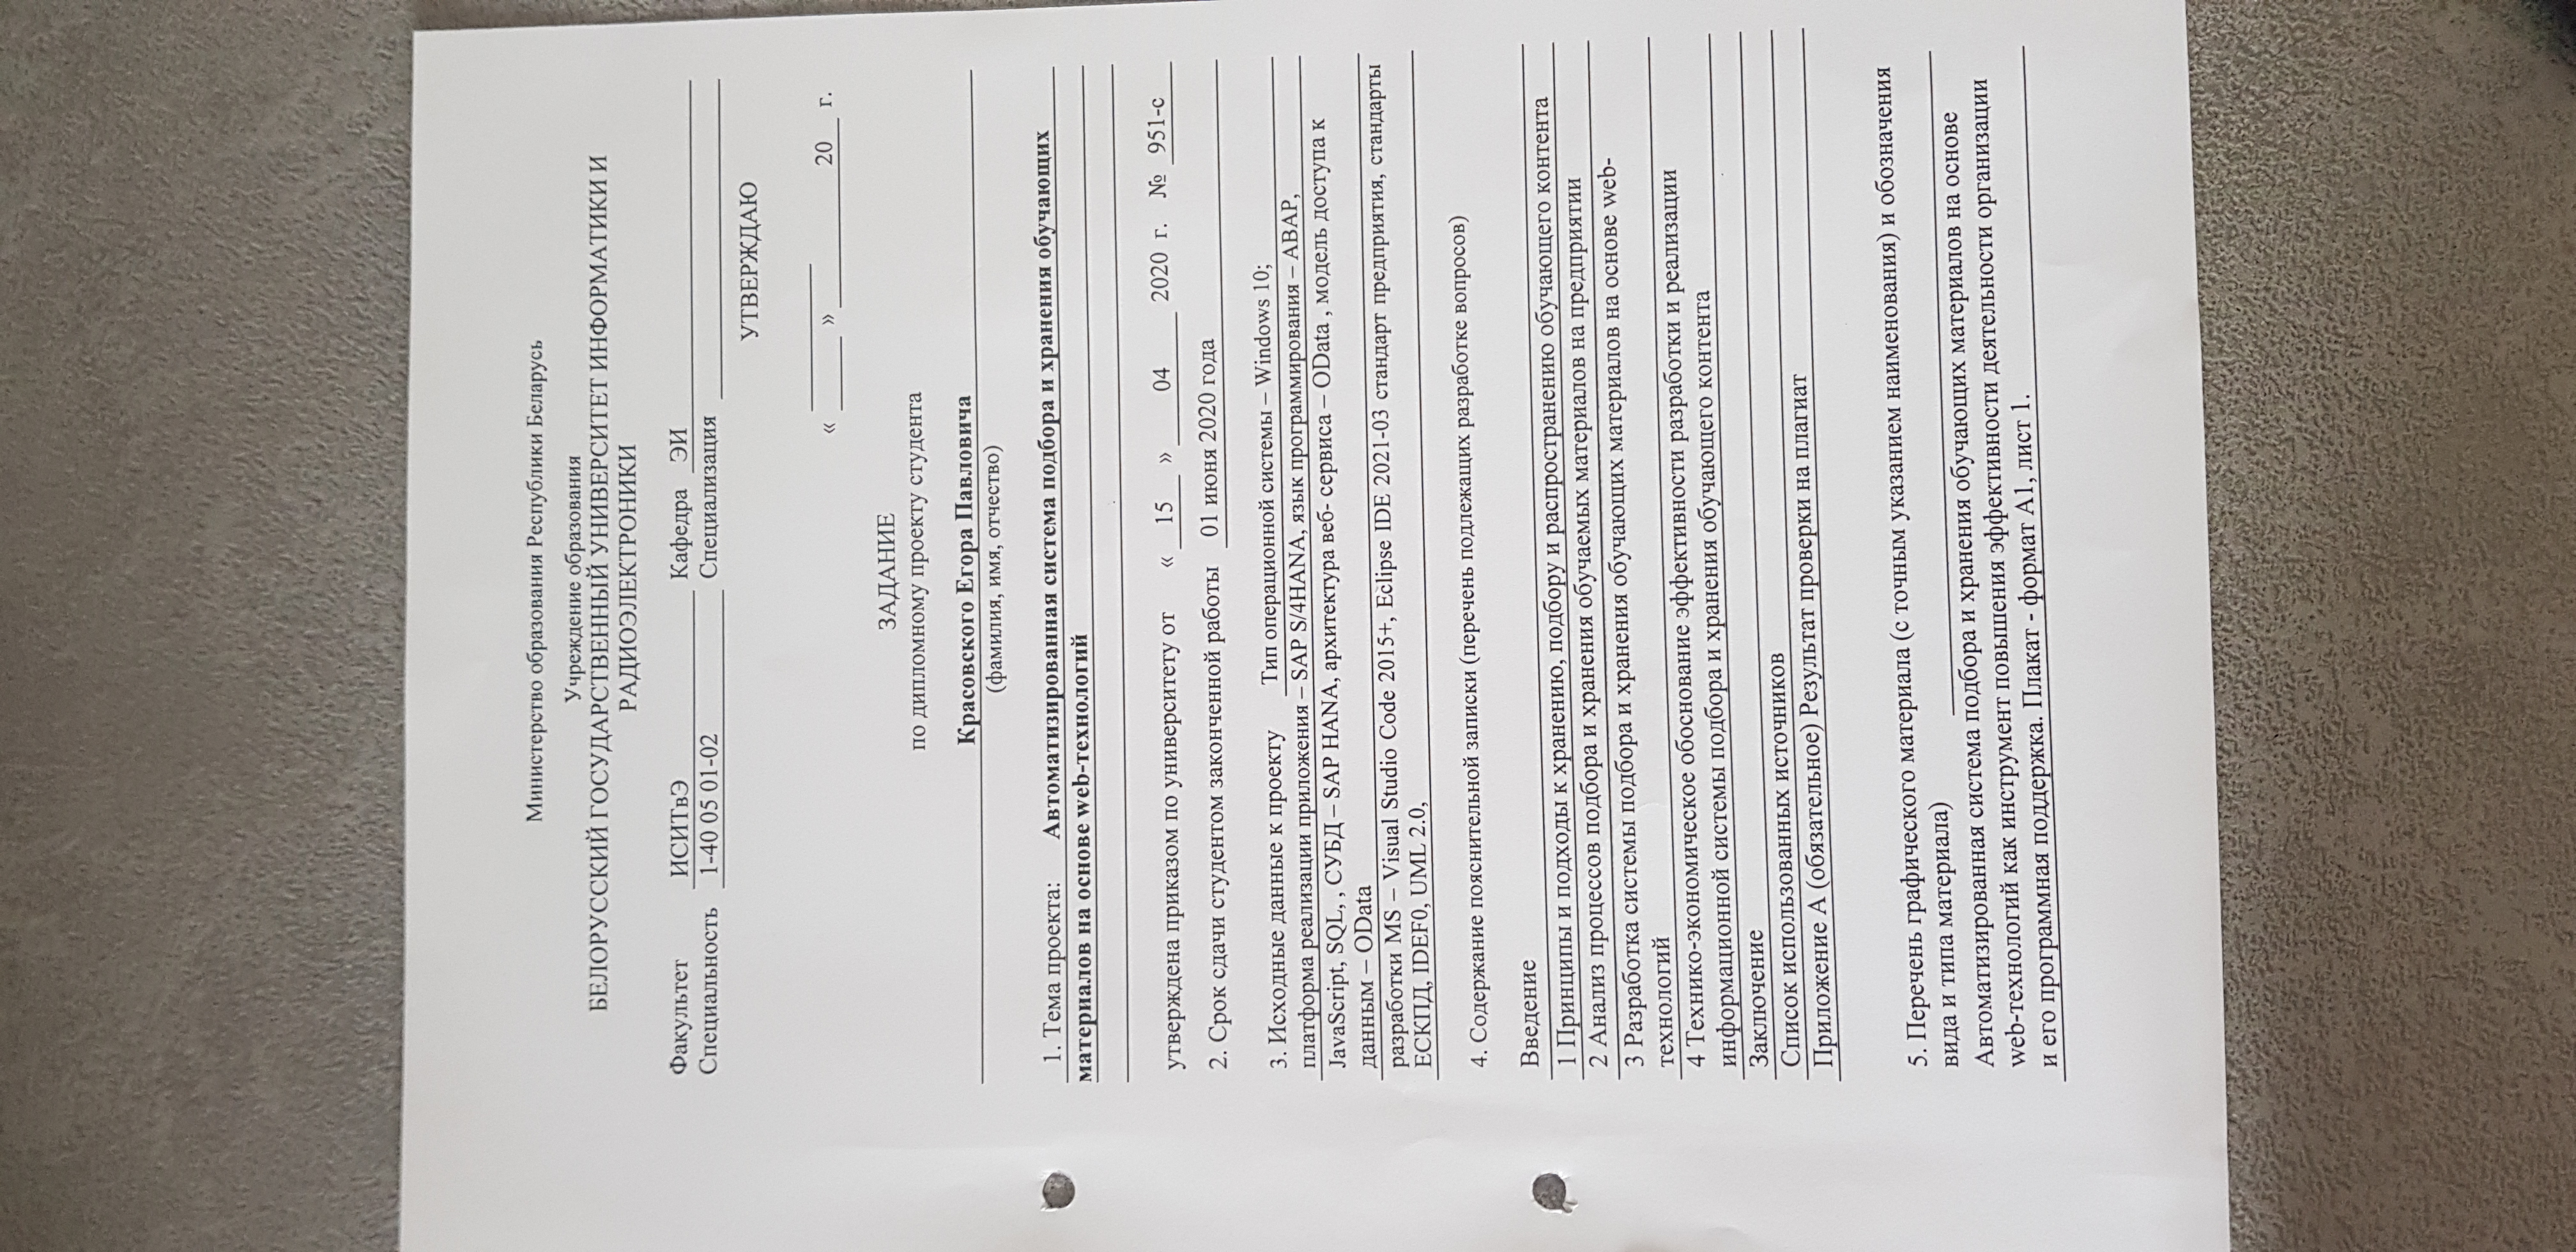 Министерство образования Республики Беларусь
Учреждение образования
БЕЛОРУССКИЙ ГОСУДАРСТВЕННЫЙ УНИВЕРСИТЕТ ИНФОРМАТИКИ И
РАДИОЭЛЕКТРОНИКИ
Факультет ИСИТвЭ Кафедра ЭИ
Специальность 1-40 05 01-02 Специализация
УТВЕРЖДАЮ
« » 20 г.
ЗАДАНИЕ
по дипломному проекту студента
Красовского Егора Павловича
(фамилия, имя, отчество)
1. Тема проекта: Автоматизированная система подбора и хранения обучающих
материалов на основе web-технологий
утверждена приказом по университету от « 15 » 04 2020 г. № 951-с
2. Срок сдачи студентом законченной работы 01 июня 2020 года
3. Исходные данные к проекту Тип операционной системы – Windows 10;
платформа реализации приложения – SAP S/4HANA, язык программирования – ABAP,
JavaScript, SQL, , СУБД – SAP HANA, архитектура веб- сервиса – OData , модель доступа к
данным – OData
разработки MS – Visual Studio Code 2015+, Eclipse IDE 2021-03 стандарт предприятия, стандарты
ЕСКПД, IDEF0, UML 2.0,
4. Содержание пояснительной записки (перечень подлежащих разработке вопросов)
Введение
1 Принципы и подходы к хранению, подбору и распространению обучающего контента
2 Анализ процессов подбора и хранения обучаемых материалов на предприятии
3 Разработка системы подбора и хранения обучающих материалов на основе web-
технологий
4 Технико-экономическое обоснование эффективности разработки и реализации
информационной системы подбора и хранения обучающего контента
Заключение
Список использованных источников
Приложение А (обязательное) Результат проверки на плагиат
5. Перечень графического материала (с точным указанием наименования) и обозначения
вида и типа материала)
Автоматизированная система подбора и хранения обучающих материалов на основе
web-технологий как инструмент повышения эффективности деятельности организации
и его программная поддержка. Плакат - формат А1, лист 1.